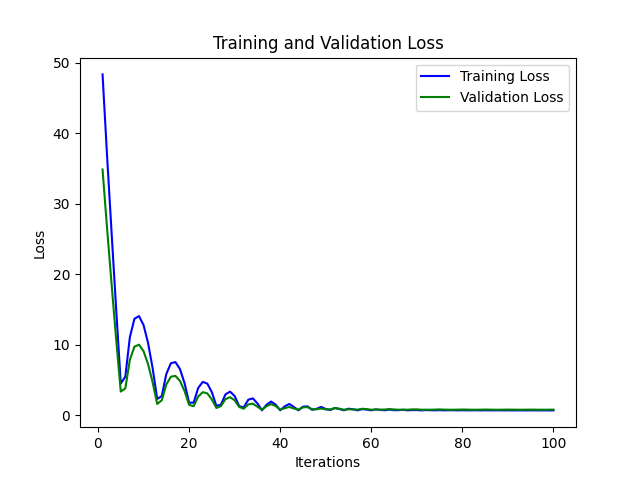 Training and Validation Loss
50
40
30
20
10
0
Loss
Training Loss
Validation Loss
0 20 40 60 80 100
Iterations